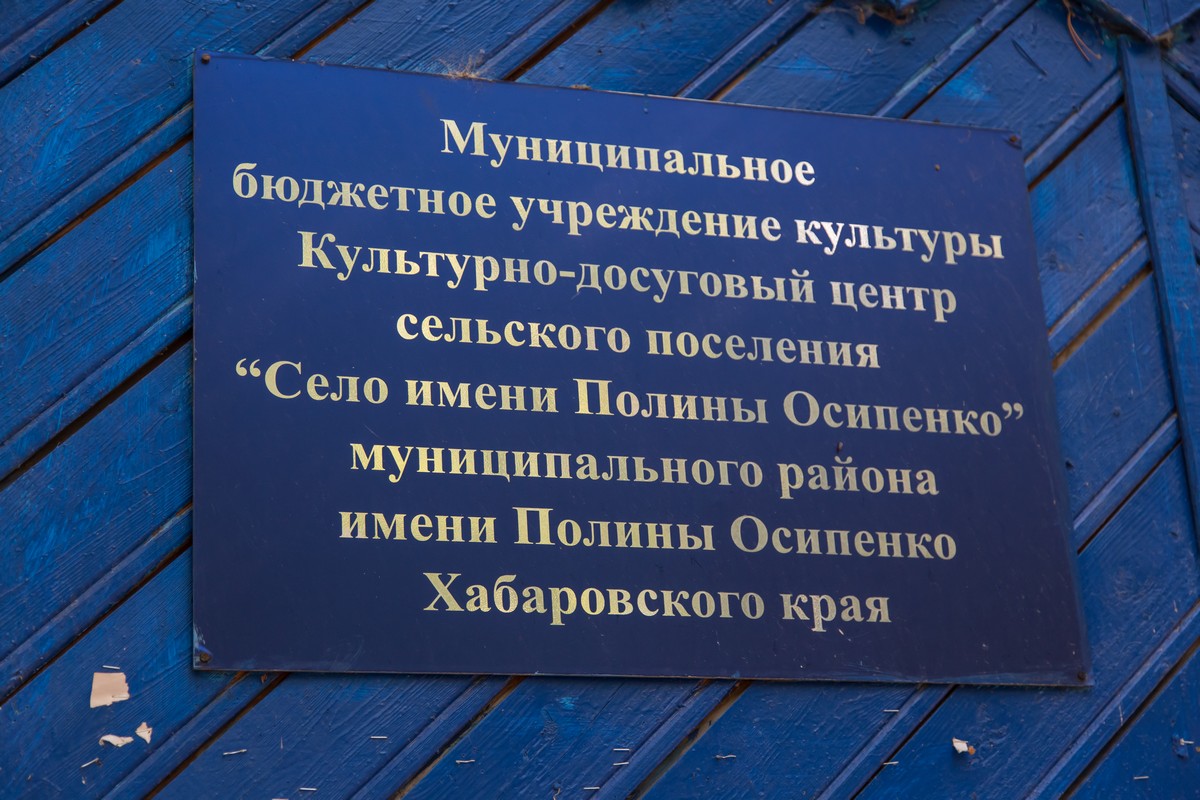 Муниципальное
бюджетное учреждение культуры
Культурно-досуговый центр
сельского поселения
“Село имени Полины Осипенко”
муниципального района
имени Полины Осипенко
Хабаровского края